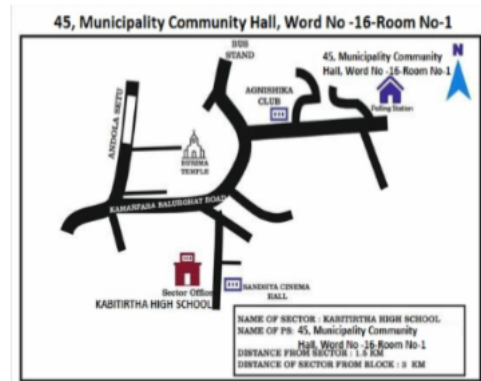 45, Municipality Community Hall, Word No -16-Room No-1
BUS
STAND
45, Municipality Community
Hall, Word No -16-Room No-1
N
AGNISHIKA
CLUB
Polling Station
ANDOLA SETU
BURIMA
TEMPLE
KAMARPARA BALURGHAT ROAD
Sector Office
KABITIRTHA HIGH SCHOOL
SANDHYA CINEMA
HALL
NAME OF SECTOR : KABITIRTHA HIGH SCHOOL
NAME OF PS: 45, Municipality Community
Hall, Word No -16-Room No-1
DISTANCE FROM SECTOR : 1.5 KM
DISTANCE OF SECTOR FROM BLOCK : 3 KM